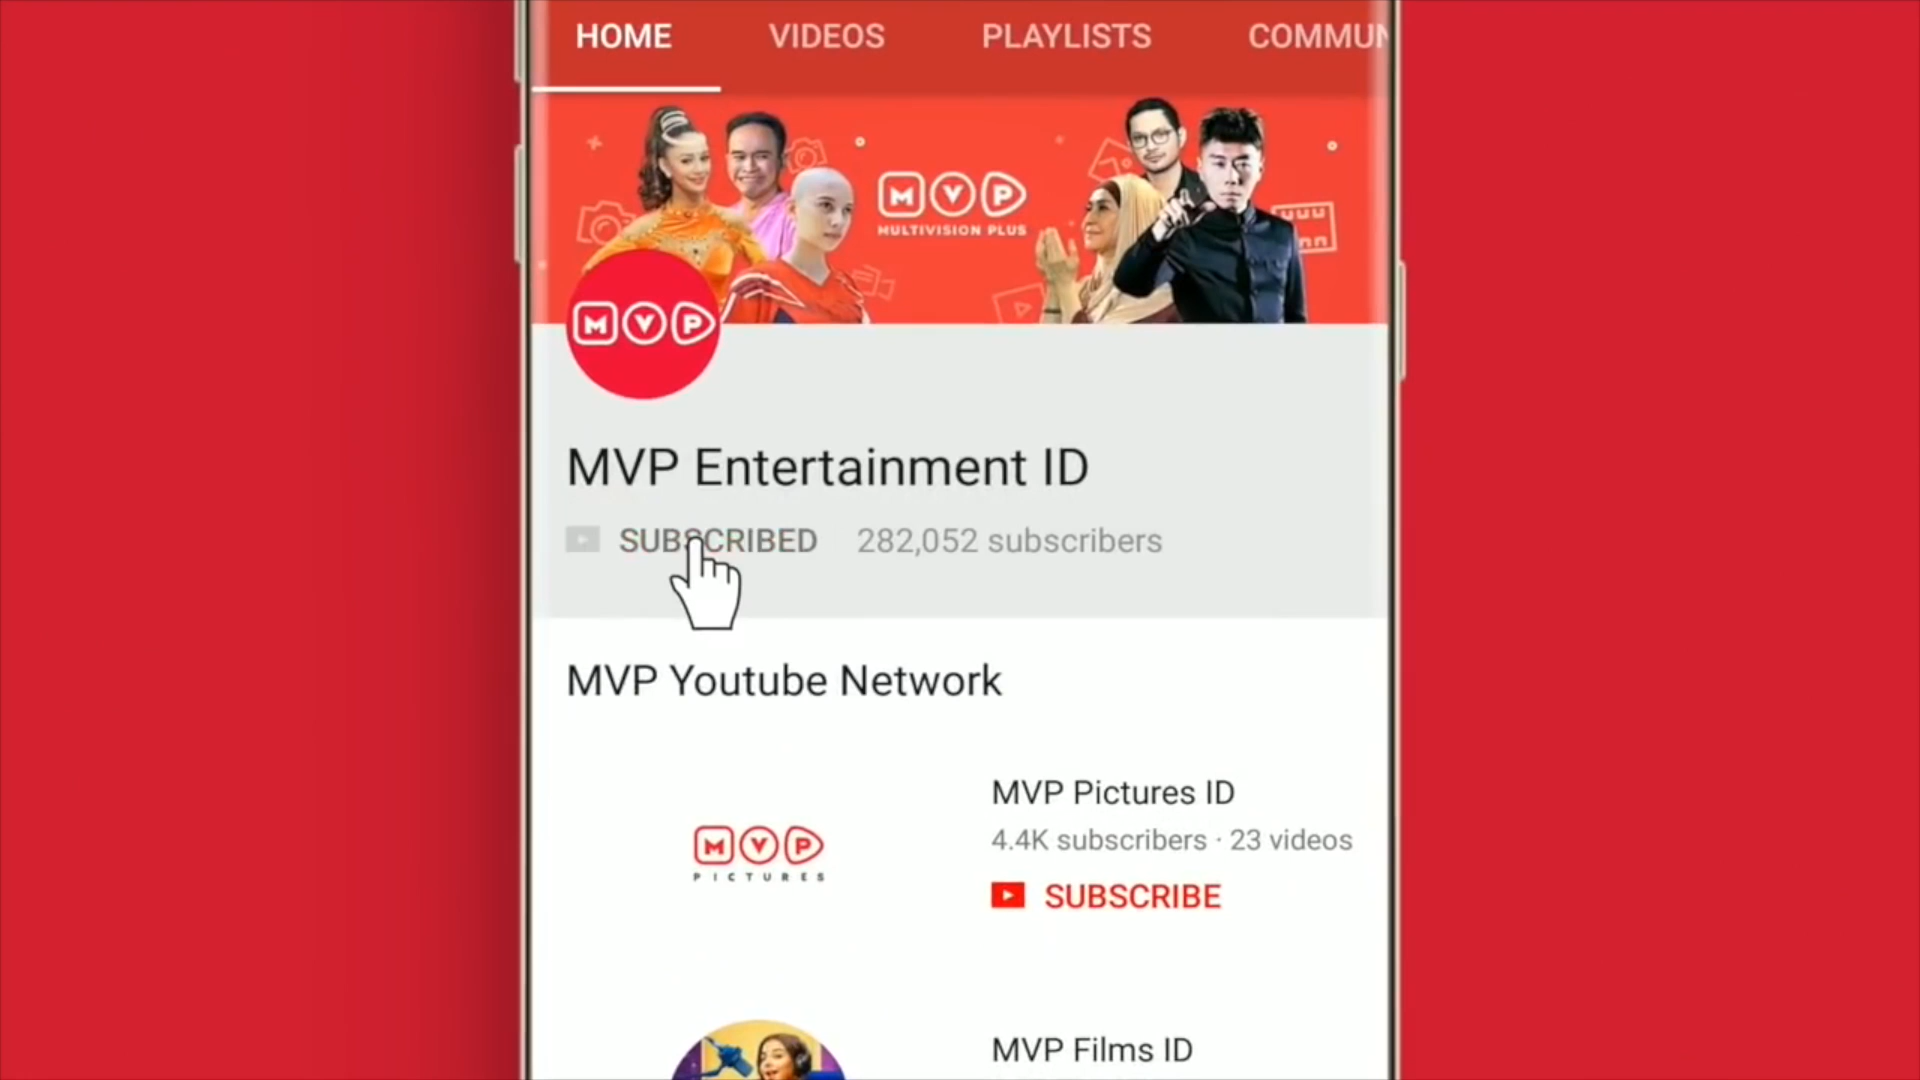 HOME VIDEOS PLAYLISTS COMMUN
MVP
MULTIVISION PLUS
MVP
MVP Entertainment ID
SUBSCRIBED 282,052 subscribers
MVP Youtube Network
MVP Pictures ID
4.4K subscribers · 23 videos
MVP
PICTURES
SUBSCRIBE
MVP Films ID